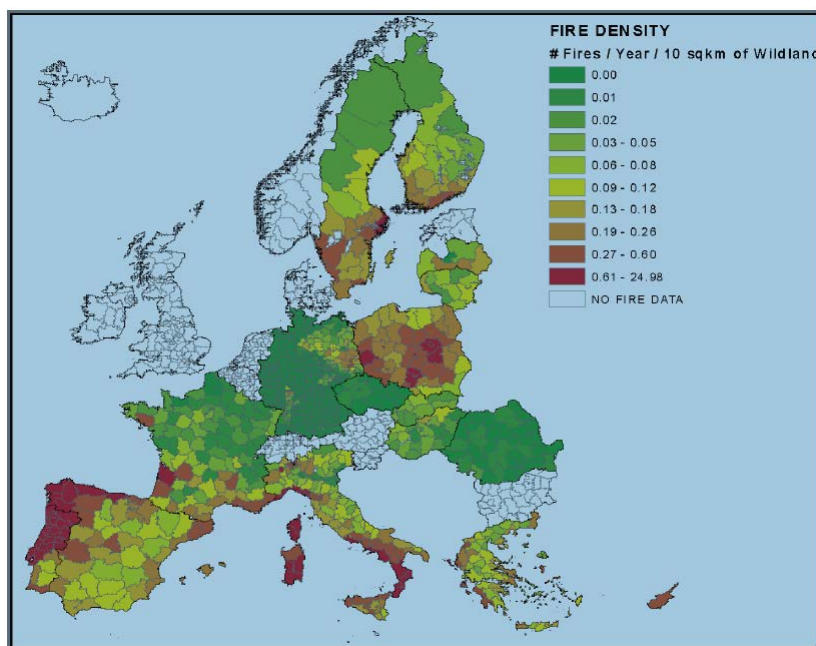 FIRE DENSITY
# Fires / Year / 10 sqkm of Wildland
0.00
0.01
0.02
0.03 - 0.05
0.06 - 0.08
0.09 - 0.12
0.13 - 0.18
0.19 - 0.26
0.27 - 0.60
0.61 - 24.98
NO FIRE DATA